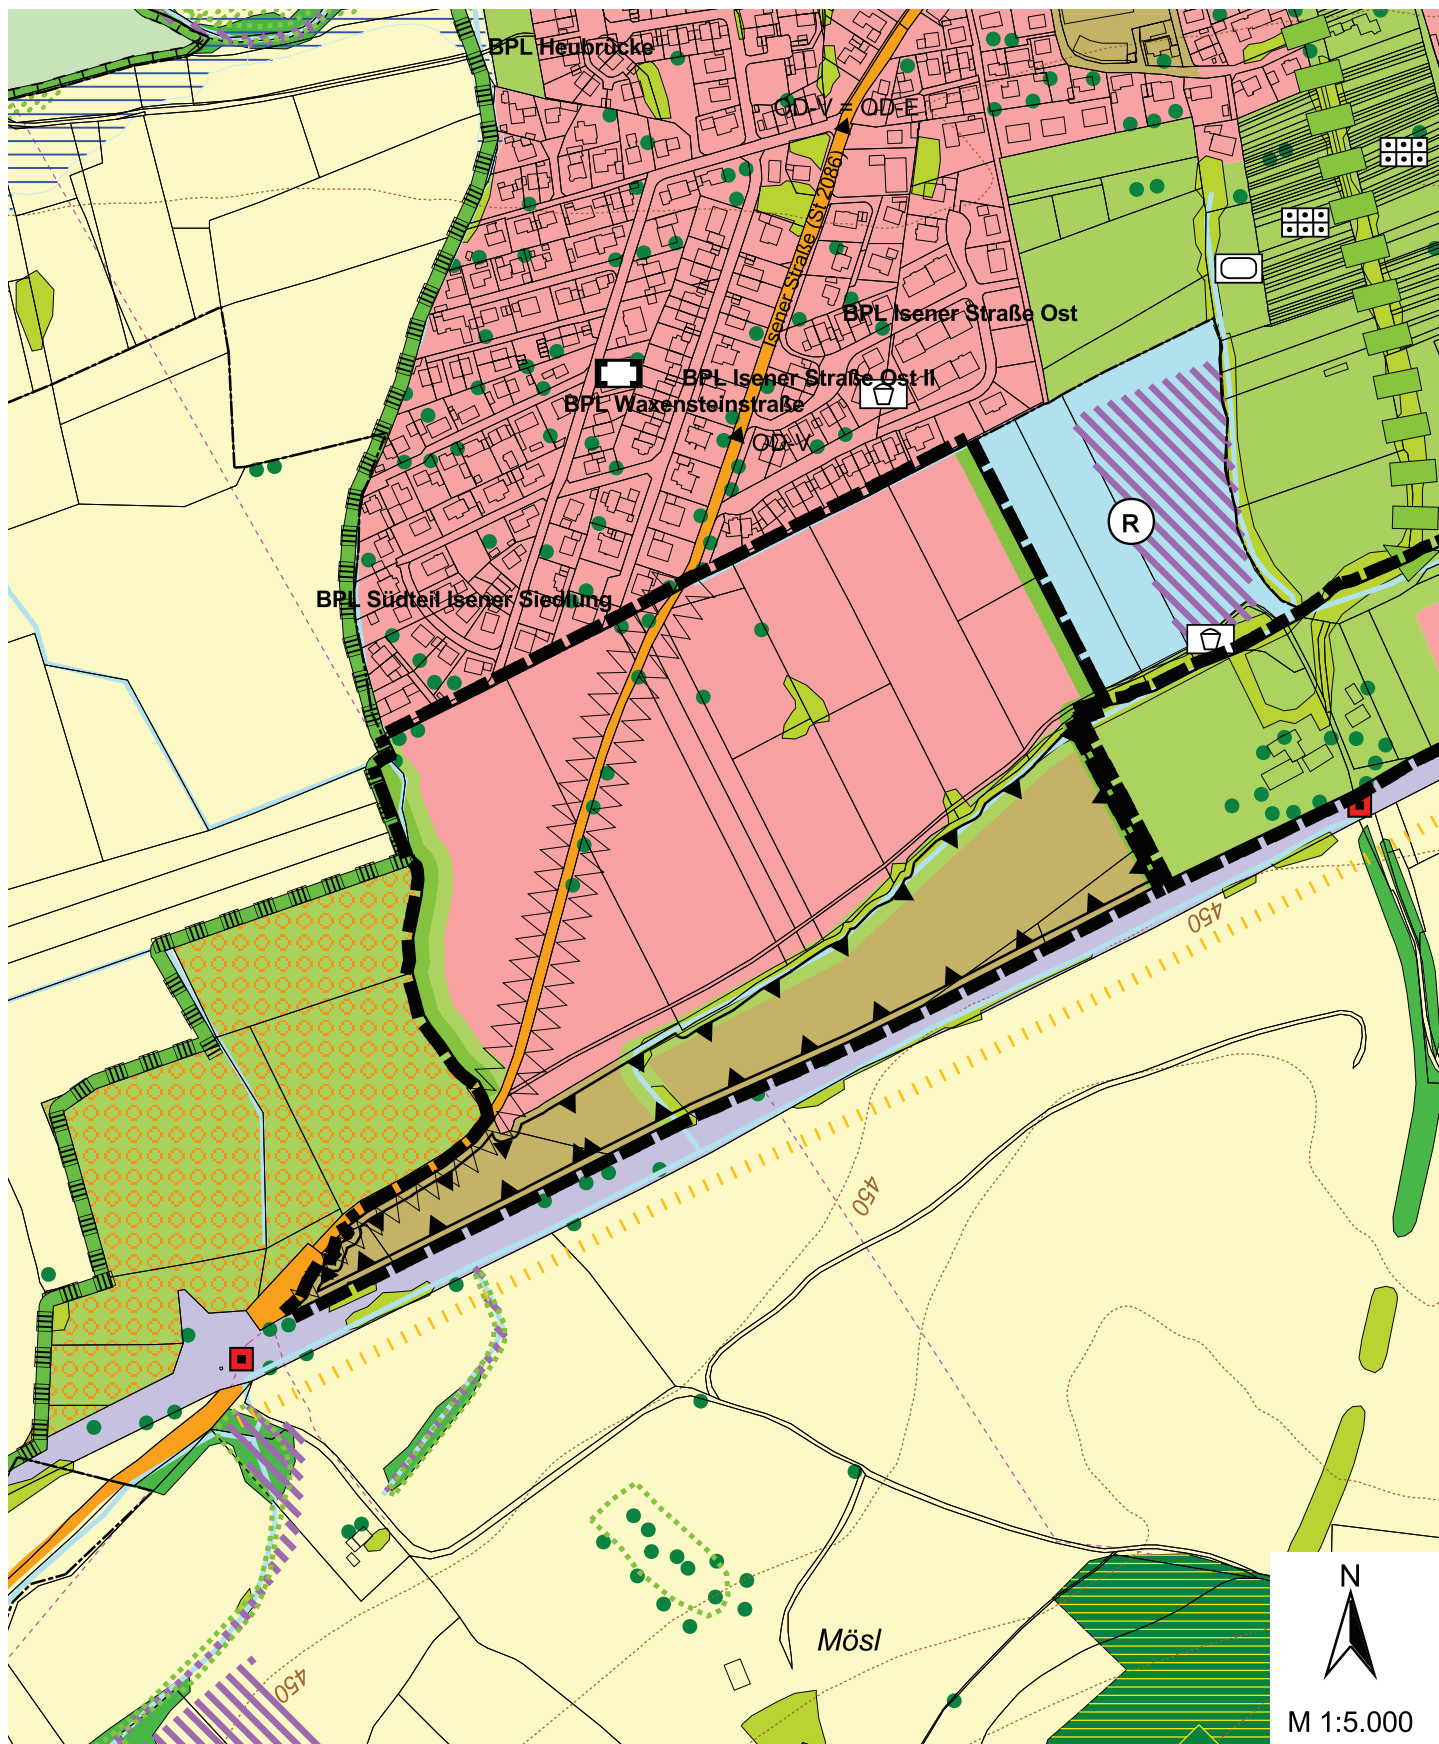 BPL Heubrücke
OD-V = OD-E
Isener Straße (St 2086)
BPL Isener Straße Ost
BPL Isener Straße Ost II
BPL Waxensteinstraße
OD-V
R
BPL Südteil Isener Siedlung
450
450
450
Mösl
N
M 1:5.000